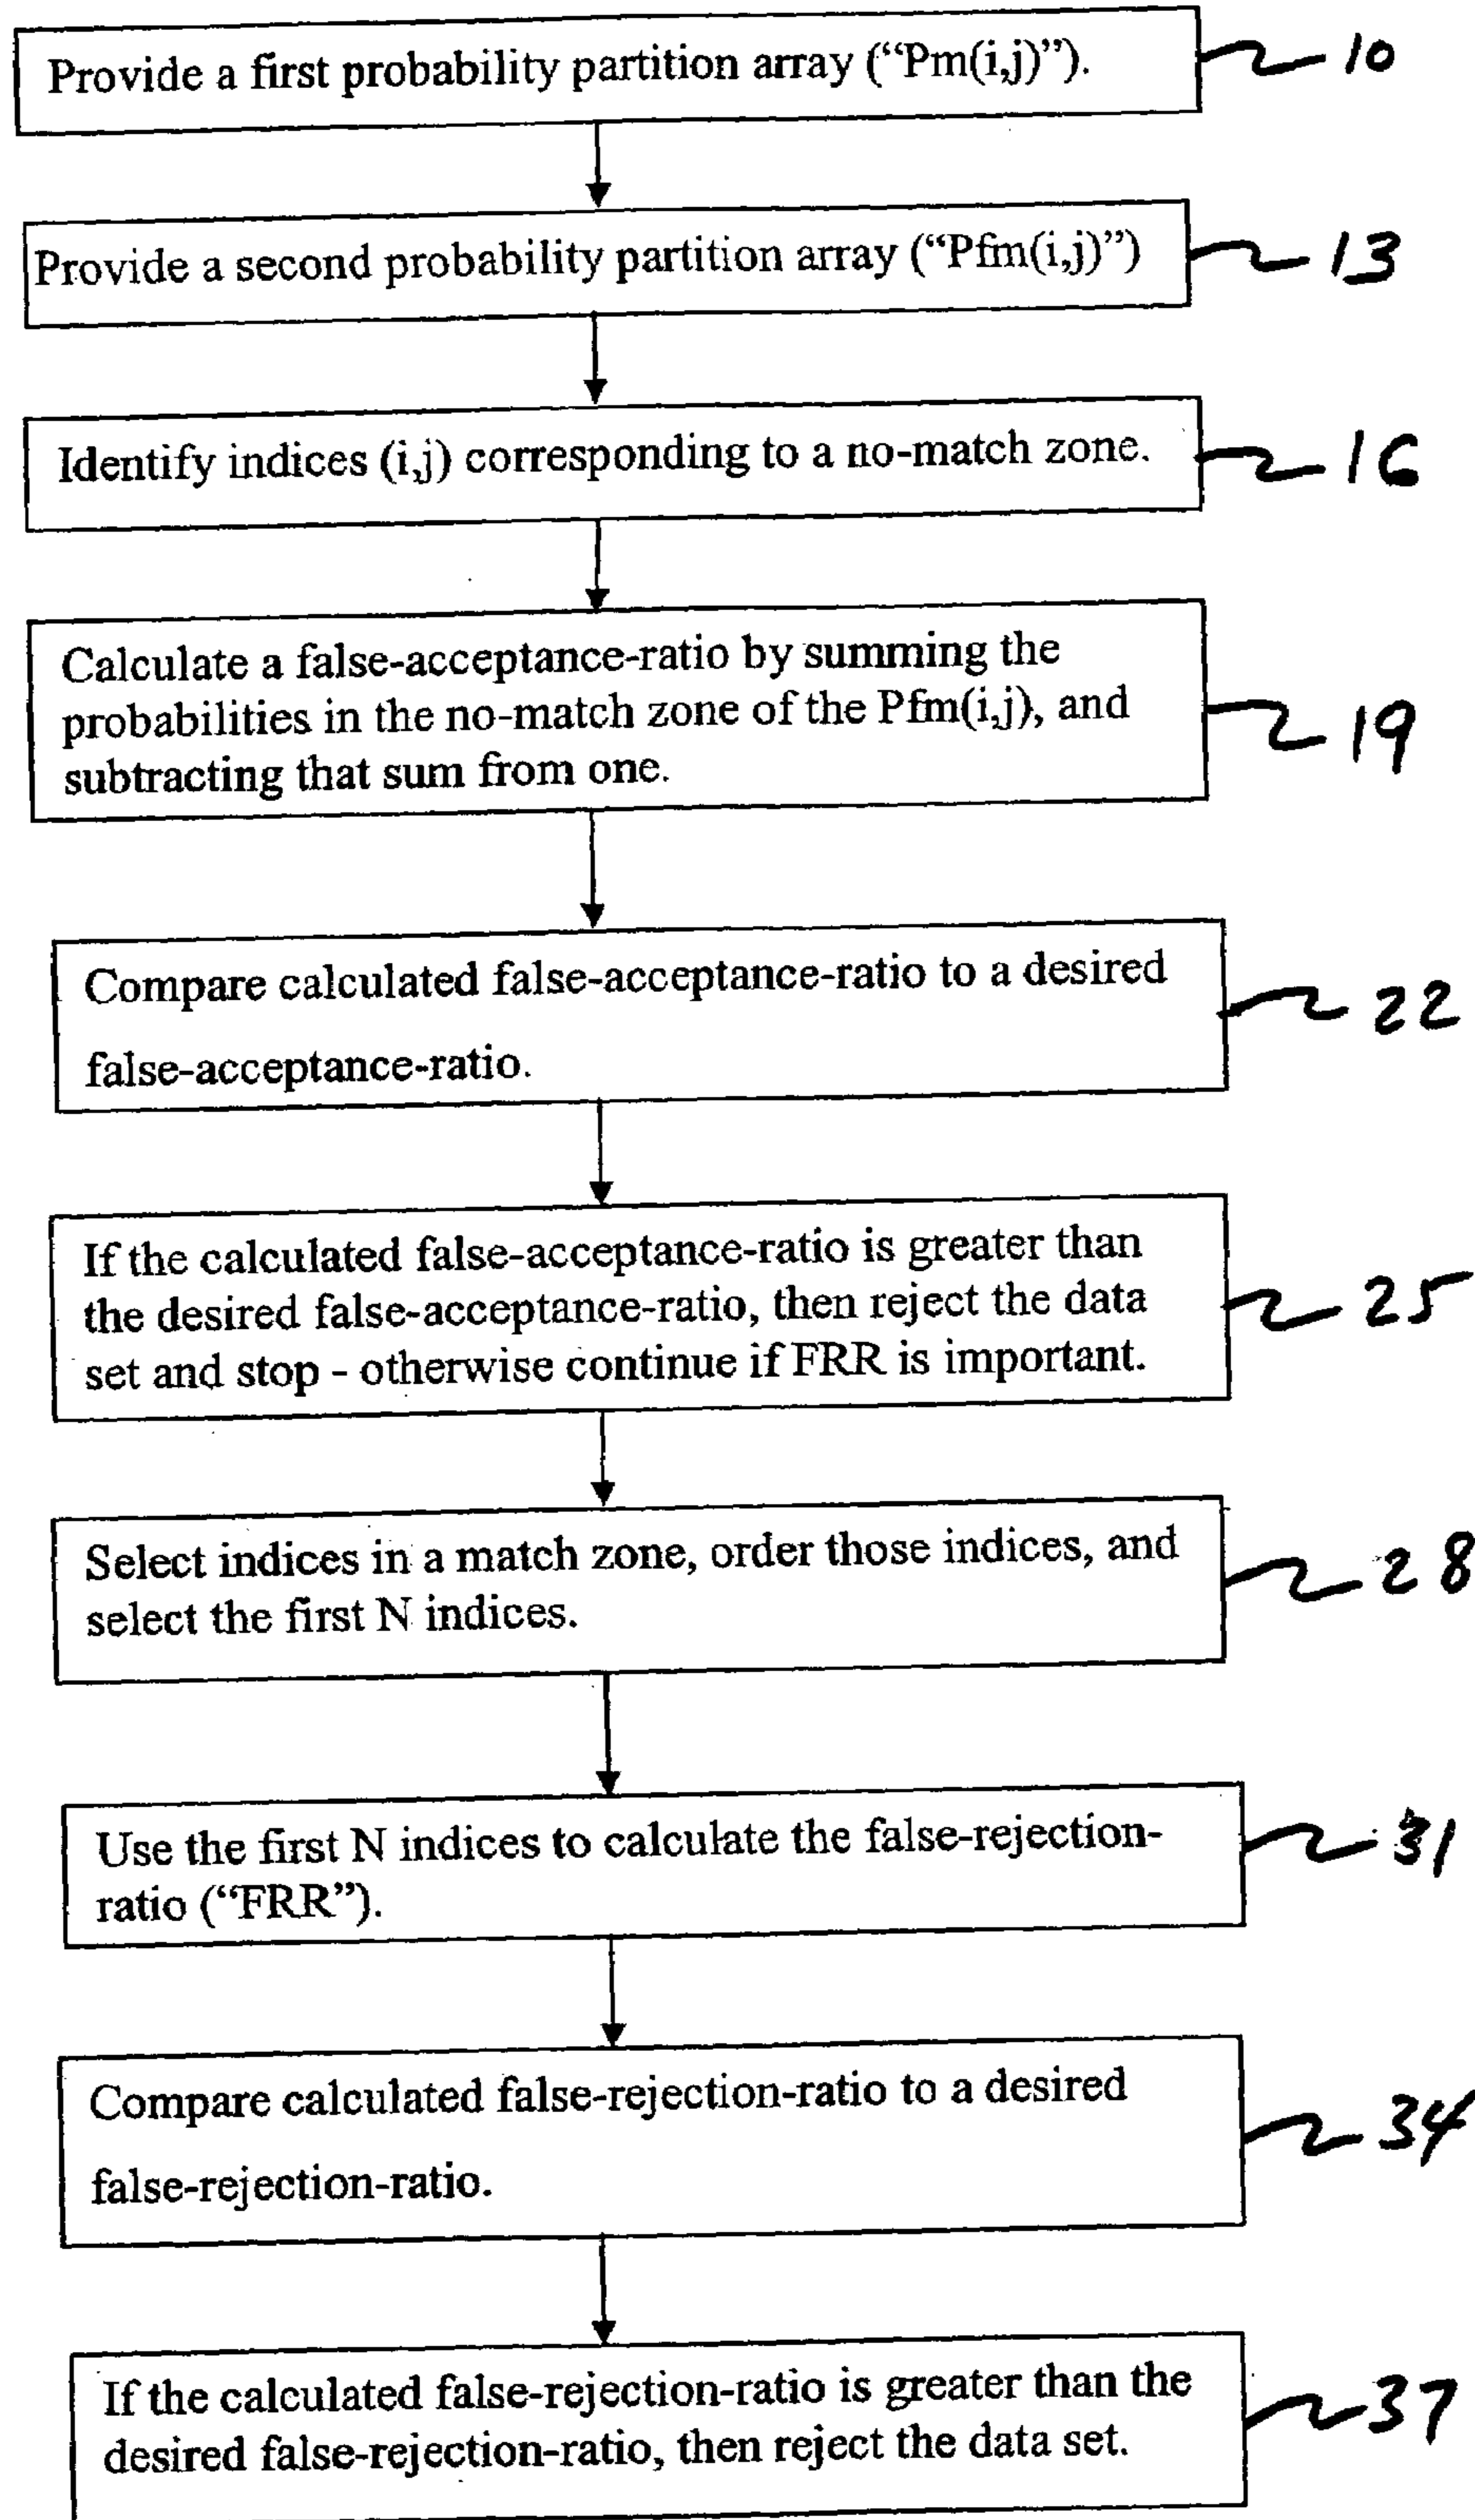 Provide a first probability partition array (“Pm(i,j)”).
10
Provide a second probability partition array (“Pfm(i,j)”)
13
Identify indices (i,j) corresponding to a no-match zone.
16
Calculate a false-acceptance-ratio by summing the
probabilities in the no-match zone of the Pfm(i,j), and
subtracting that sum from one.
19
Compare calculated false-acceptance-ratio to a desired
false-acceptance-ratio.
22
If the calculated false-acceptance-ratio is greater than
the desired false-acceptance-ratio, then reject the data
set and stop - otherwise continue if FRR is important.
25
Select indices in a match zone, order those indices, and
select the first N indices.
28
Use the first N indices to calculate the false-rejection-
ratio (“FRR”).
31
Compare calculated false-rejection-ratio to a desired
false-rejection-ratio.
34
If the calculated false-rejection-ratio is greater than the
desired false-rejection-ratio, then reject the data set.
37